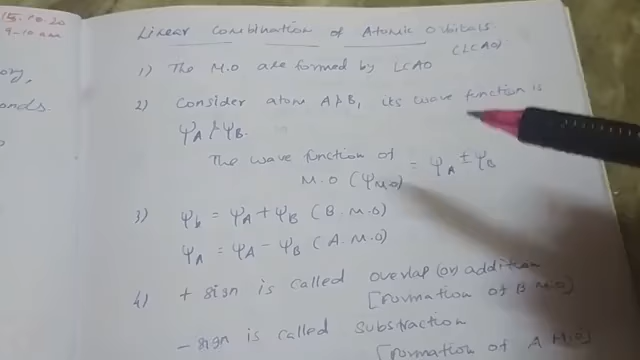 15.10.20
9-10 am
ory,
ands
Linear Combination of Atomic Orbitals
(LCAO)
1) The M.O are formed by LCAO
2) Consider atom A & B, its wave function is
ΨA & ΨB.
The wave function of
M.O (ΨM.O) = ΨA ± ΨB
3) Ψb = ΨA + ΨB (B.M.O)
ΨA = ΨA - ΨB (A.M.O)
4) + sign is called overlap (or) addition
[Formation of B M.O)
- sign is called substraction
[Formation of A M.O]